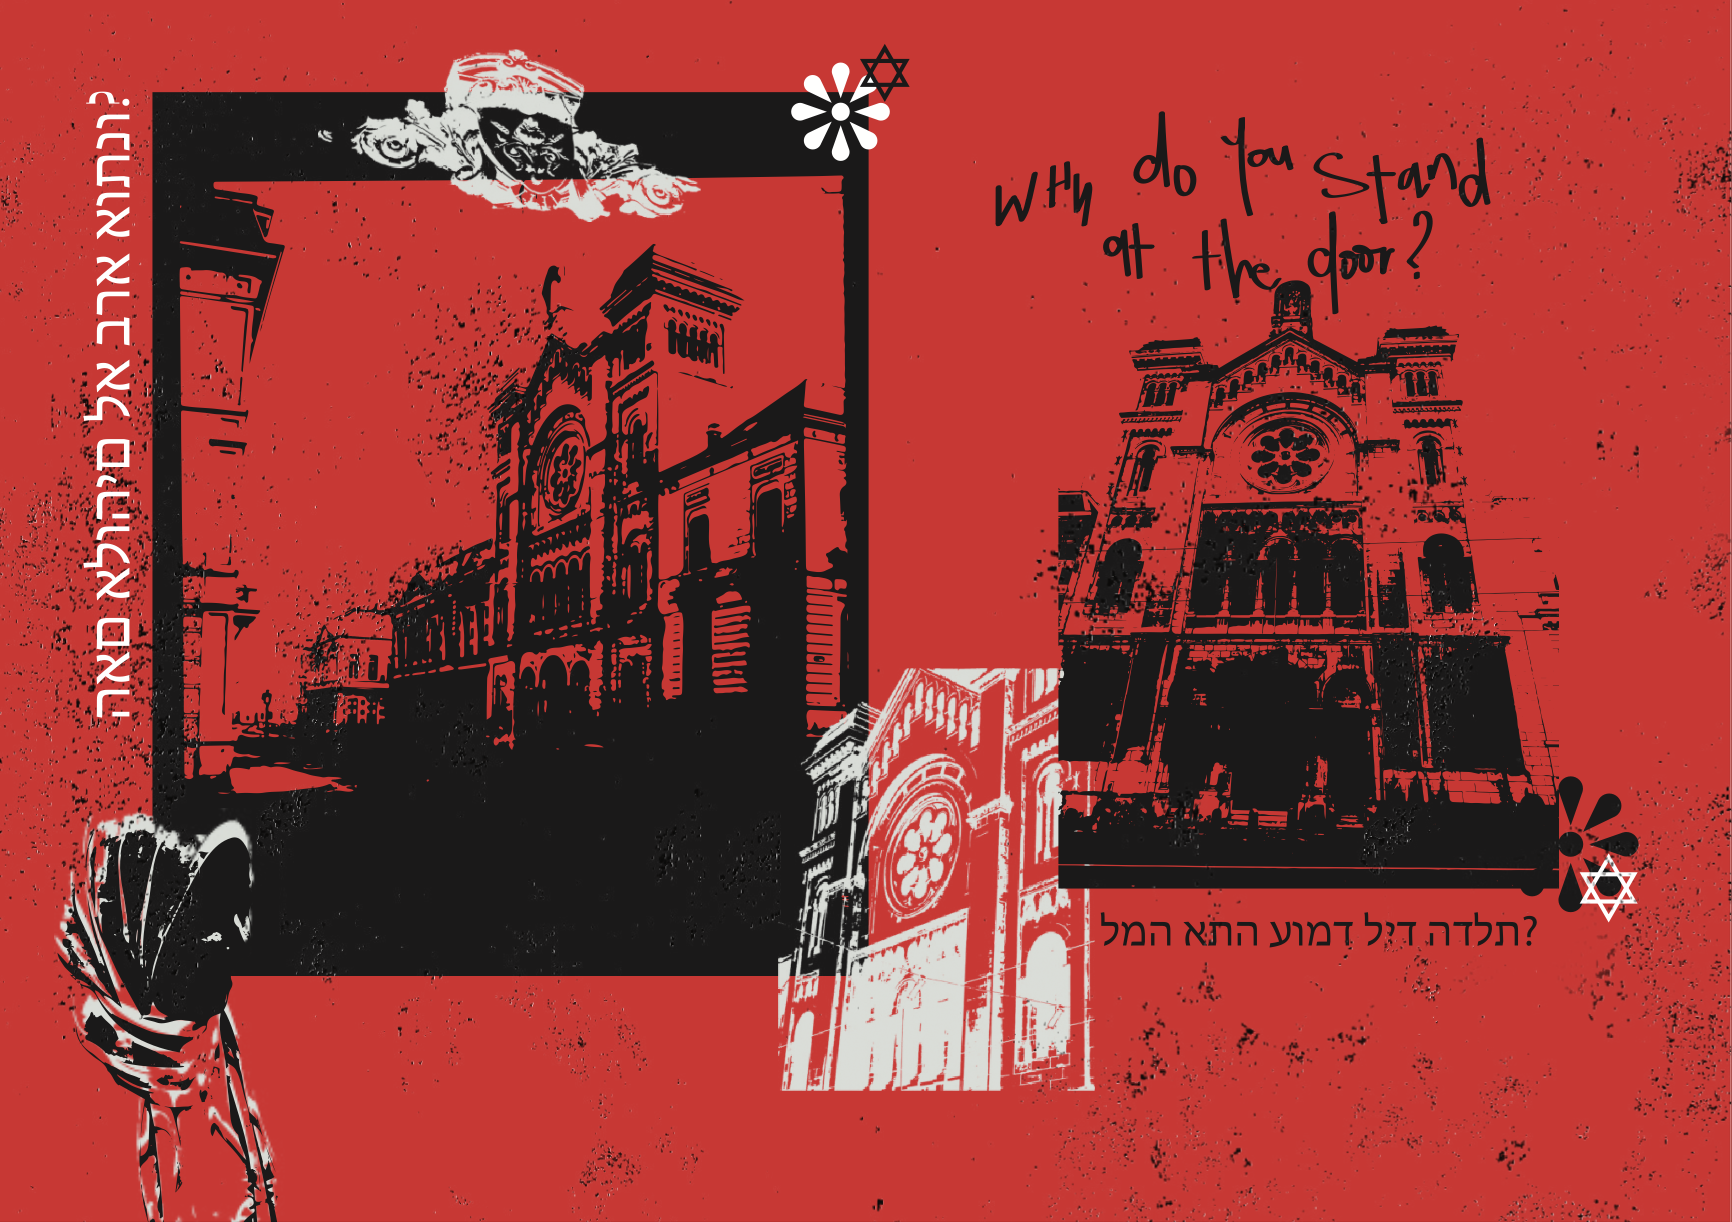 האם אלוהים לא ברא אותנו?
Why do you stand
at the door?
למה אתה עומד ליד הדלת?